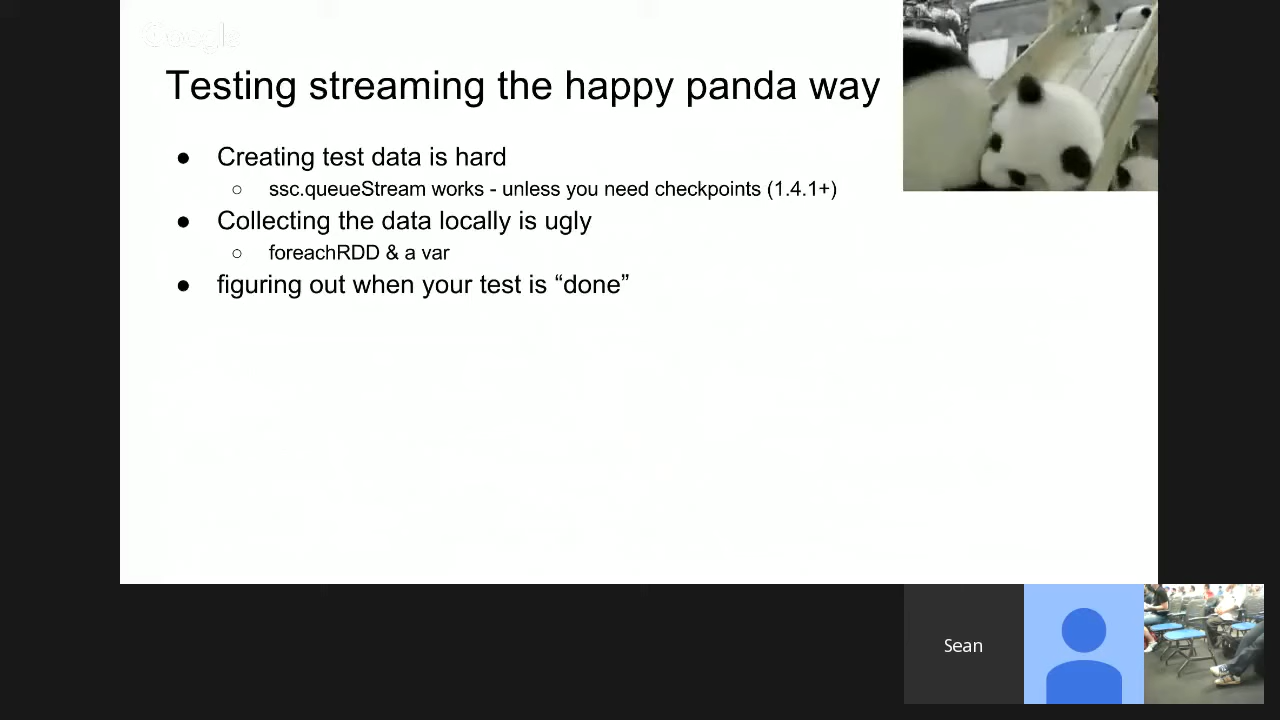 Google
Testing streaming the happy panda way
● Creating test data is hard
○ ssc.queueStream works - unless you need checkpoints (1.4.1+)
● Collecting the data locally is ugly
○ foreachRDD & a var
● figuring out when your test is “done”
Sean